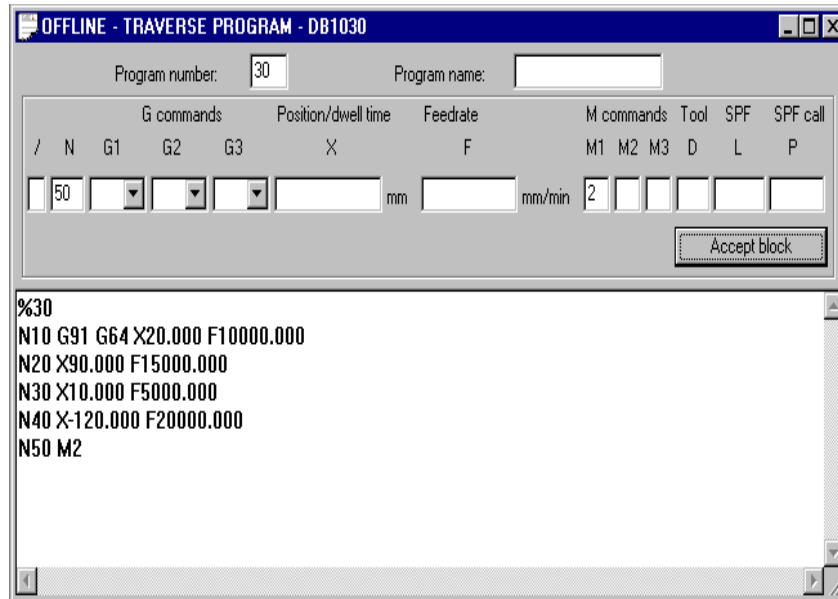 OFFLINE - TRAVERSE PROGRAM - DB1030
Program number: 30 Program name:
G commands Position/dwell time Feedrate M commands Tool SPF SPF call
/ N G1 G2 G3 X F M1 M2 M3 D L P
50 mm mm/min 2
Accept block
%30
N10 G91 G64 X20.000 F10000.000
N20 X90.000 F15000.000
N30 X10.000 F5000.000
N40 X-120.000 F20000.000
N50 M2